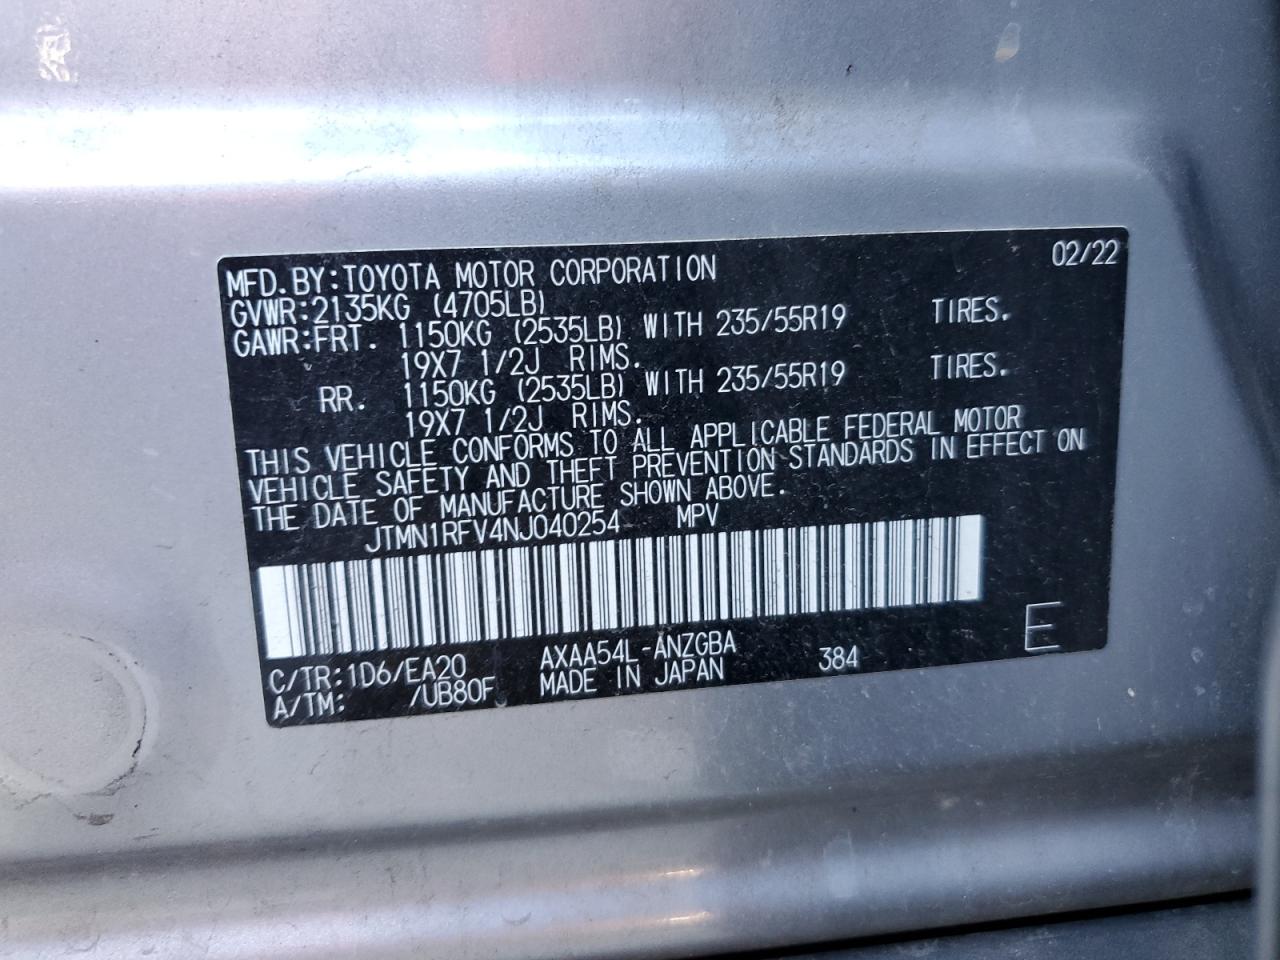 MFD.BY:TOYOTA MOTOR CORPORATION 02/22
GVWR:2135KG (4705LB)
GAWR:FRT. 1150KG (2535LB) WITH 235/55R19 TIRES.
19X7 1/2J RIMS.
RR. 1150KG (2535LB) WITH 235/55R19 TIRES.
19X7 1/2J RIMS.
THIS VEHICLE CONFORMS TO ALL APPLICABLE FEDERAL MOTOR
VEHICLE SAFETY AND THEFT PREVENTION STANDARDS IN EFFECT ON
THE DATE OF MANUFACTURE SHOWN ABOVE.
JTMN1RFV4NJ040254 MPV
C/TR:1D6/EA20 AXAA54L-ANZGBA 384 E
A/TM: /UB80F MADE IN JAPAN